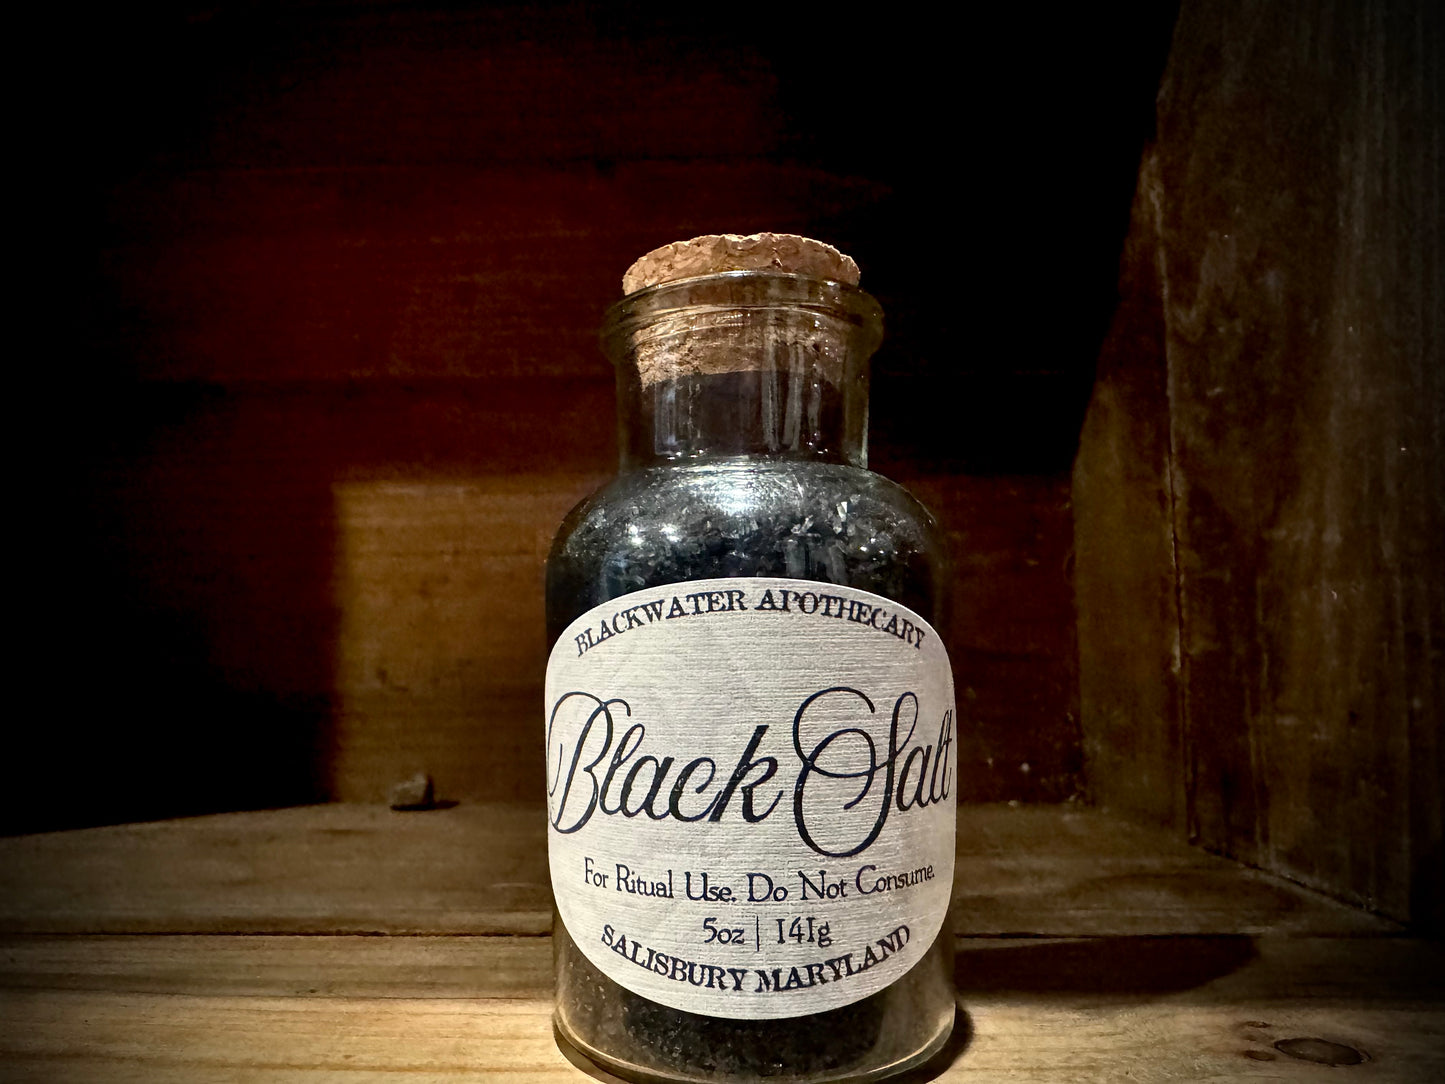 BLACKWATER APOTHECARY
Black Salt
For Ritual Use. Do Not Consume.
5oz | 141g
SALISBURY MARYLAND